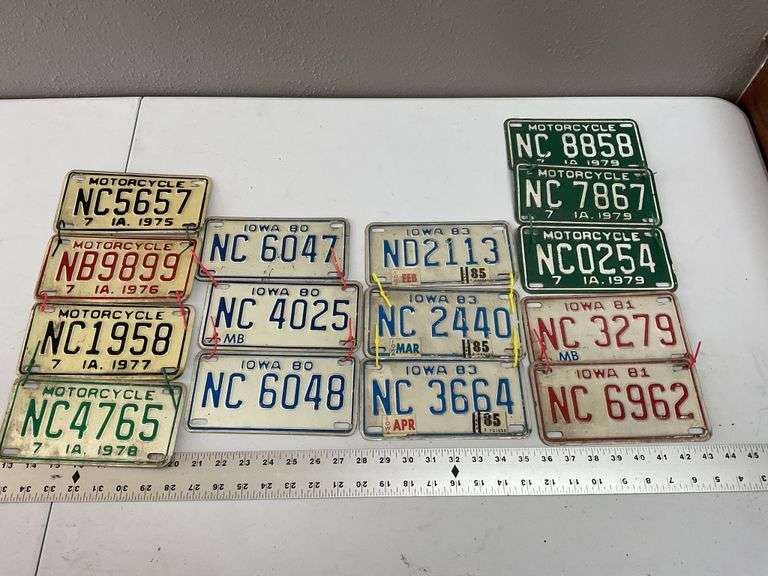 MOTORCYCLE
NC5657
7 IA. 1975
MOTORCYCLE
NB9899
7 IA. 1976
MOTORCYCLE
NC1958
7 IA. 1977
MOTORCYCLE
NC4765
7 IA. 1978
IOWA 80
NC 6047
IOWA 80
NC 4025
MB
IOWA 80
NC 6048
IOWA 83
ND2113
FEB 85
IOWA 83
NC 2440
MAR 85
IOWA 83
NC 3664
APR 85
MOTORCYCLE
NC 8858
7 IA. 1979
MOTORCYCLE
NC 7867
7 IA. 1979
MOTORCYCLE
NC0254
7 IA. 1979
IOWA 81
NC 3279
MB
IOWA 81
NC 6962